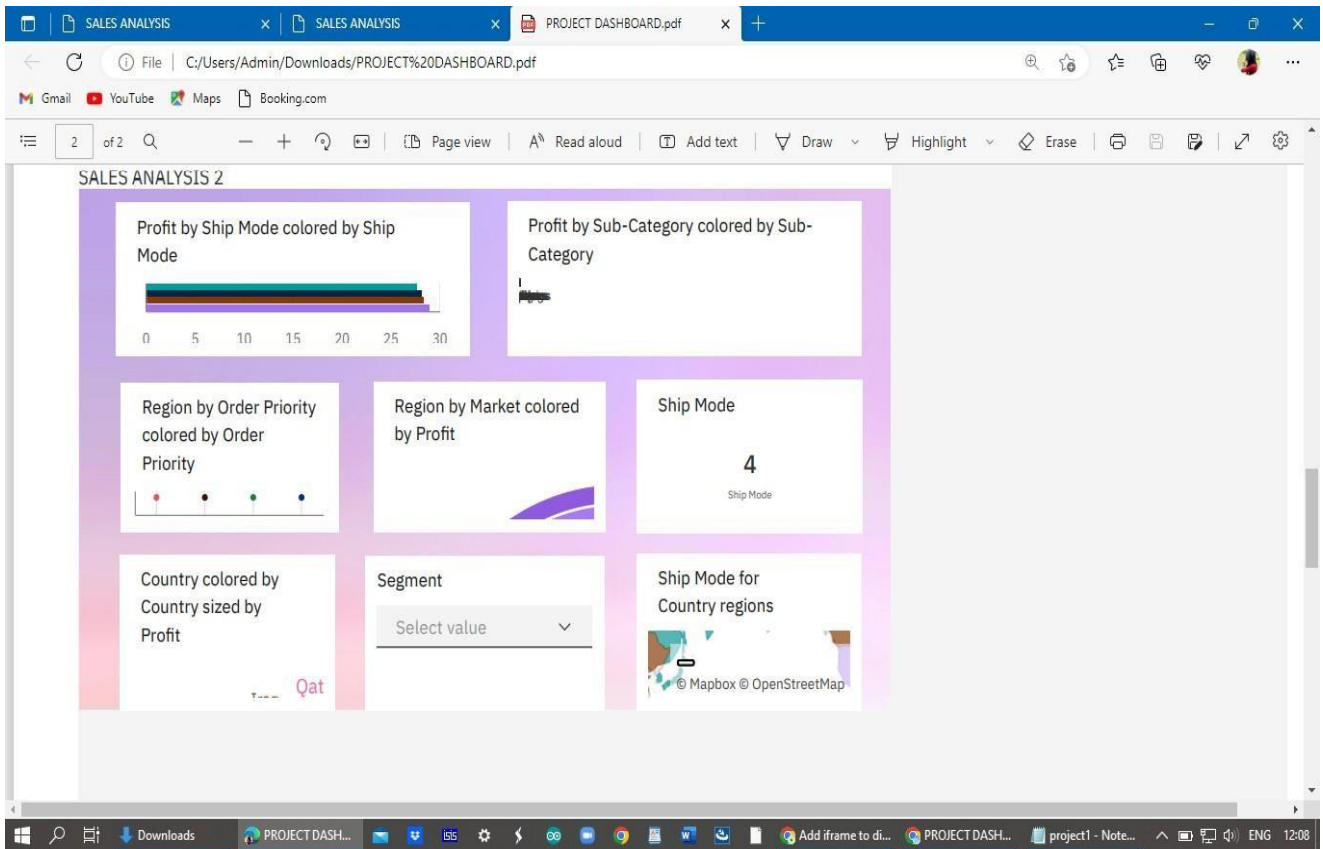 SALES ANALYSIS
SALES ANALYSIS
PROJECT DASHBOARD.pdf
File | C:/Users/Admin/Downloads/PROJECT%20DASHBOARD.pdf
Gmail YouTube Maps Booking.com
2 of 2 Page view Read aloud Add text Draw Highlight Erase
SALES ANALYSIS 2
Profit by Ship Mode colored by Ship
Mode
0 5 10 15 20 25 30
Profit by Sub-Category colored by Sub-
Category
Region by Order Priority
colored by Order
Priority
Region by Market colored
by Profit
Ship Mode
4
Ship Mode
Country colored by
Country sized by
Profit
Qat
Segment
Select value
Ship Mode for
Country regions
© Mapbox © OpenStreetMap
Downloads PROJECT DASH... Add iframe to di... PROJECT DASH... project1 - Note... ENG 12:08